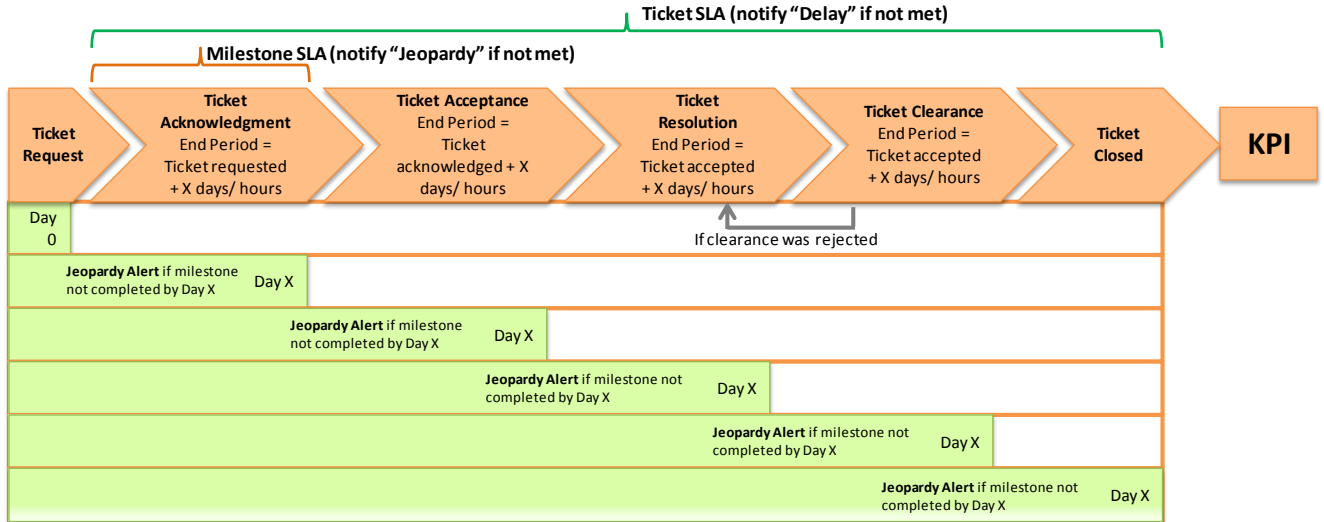 Ticket SLA (notify “Delay” if not met)
Milestone SLA (notify “Jeopardy” if not met)
Ticket
Request
Ticket
Acknowledgment
End Period =
Ticket requested
+ X days/ hours
Ticket Acceptance
End Period =
Ticket
acknowledged + X
days/ hours
Ticket
Resolution
End Period =
Ticket accepted
+ X days/ hours
Ticket Clearance
End Period =
Ticket accepted
+ X days/ hours
Ticket
Closed
KPI
Day
0
If clearance was rejected
Jeopardy Alert if milestone
not completed by Day X
Day X
Jeopardy Alert if milestone
not completed by Day X
Day X
Jeopardy Alert if milestone not
completed by Day X
Day X
Jeopardy Alert if milestone not
completed by Day X
Day X
Jeopardy Alert if milestone not
completed by Day X
Day X